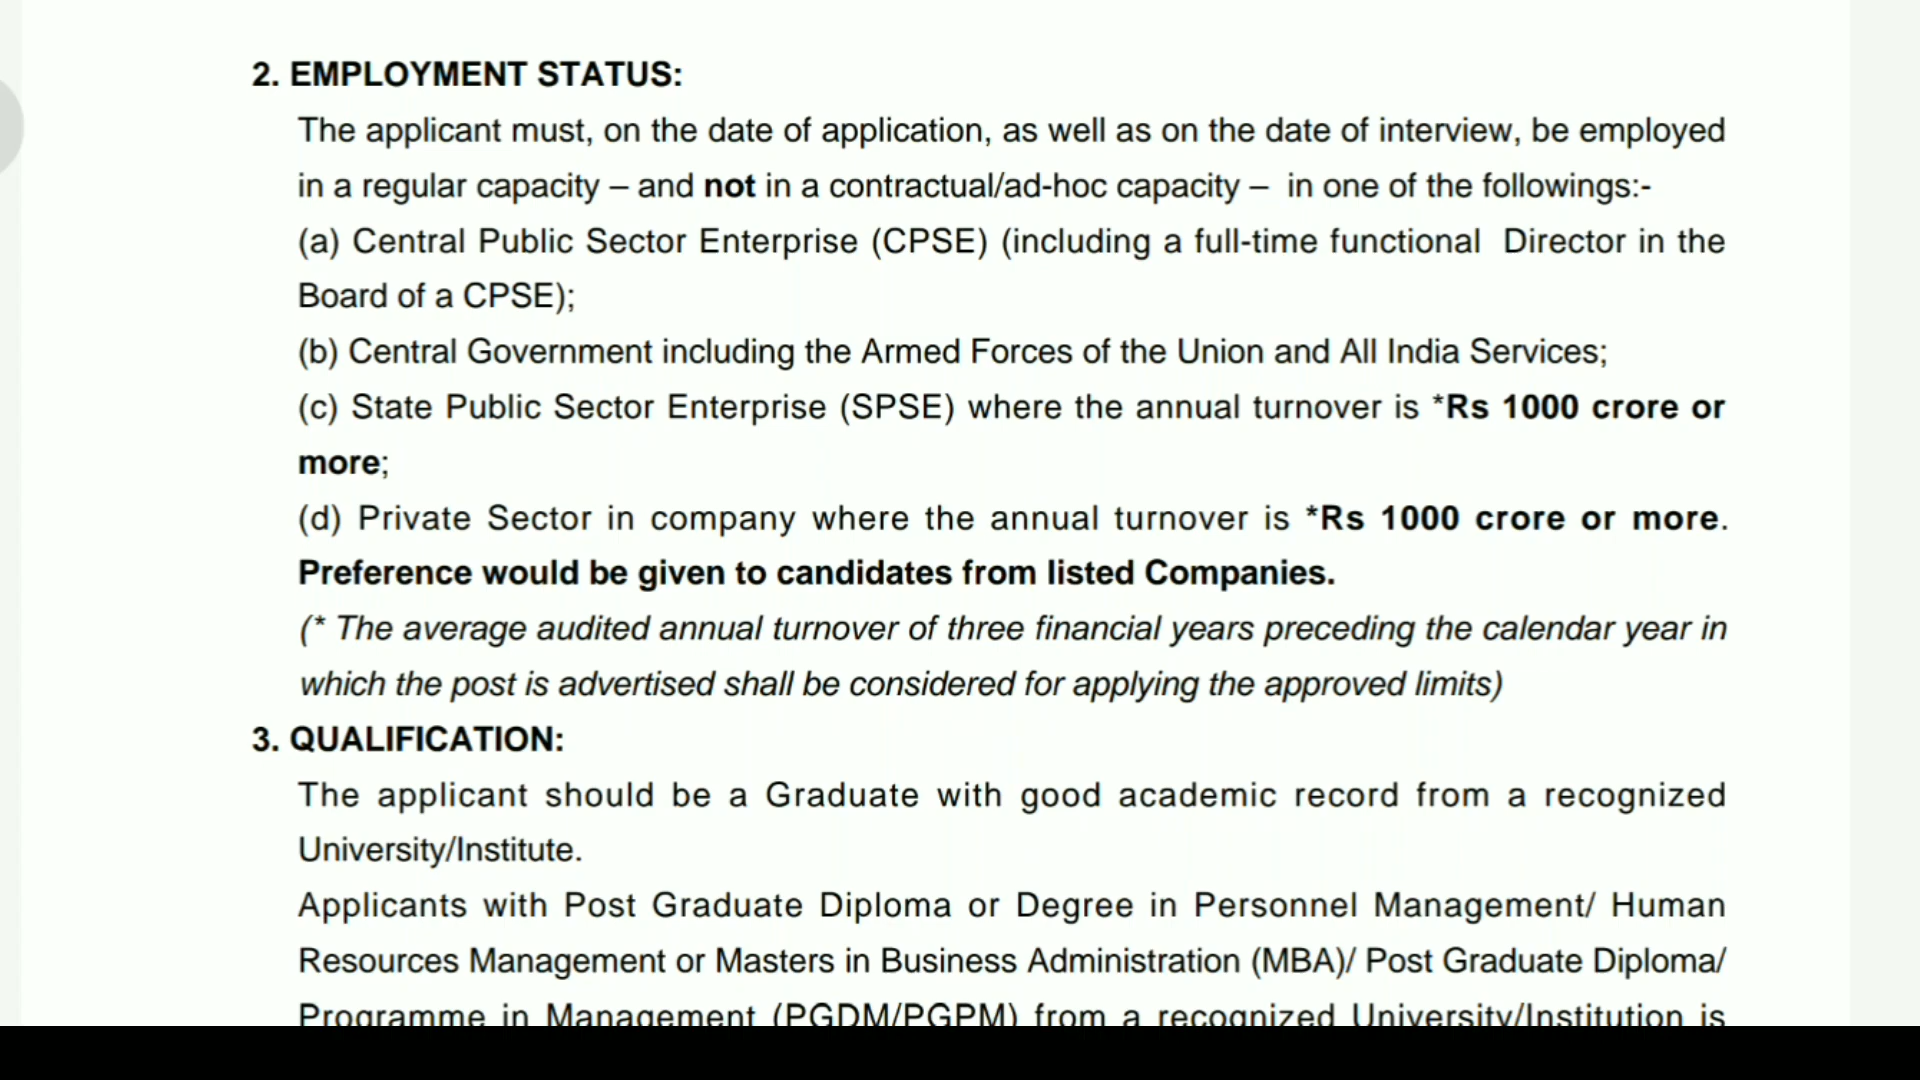 2. EMPLOYMENT STATUS:
The applicant must, on the date of application, as well as on the date of interview, be employed
in a regular capacity – and not in a contractual/ad-hoc capacity – in one of the followings:-
(a) Central Public Sector Enterprise (CPSE) (including a full-time functional Director in the
Board of a CPSE);
(b) Central Government including the Armed Forces of the Union and All India Services;
(c) State Public Sector Enterprise (SPSE) where the annual turnover is *Rs 1000 crore or
more;
(d) Private Sector in company where the annual turnover is *Rs 1000 crore or more.
Preference would be given to candidates from listed Companies.
(* The average audited annual turnover of three financial years preceding the calendar year in
which the post is advertised shall be considered for applying the approved limits)
3. QUALIFICATION:
The applicant should be a Graduate with good academic record from a recognized
University/Institute.
Applicants with Post Graduate Diploma or Degree in Personnel Management/ Human
Resources Management or Masters in Business Administration (MBA)/ Post Graduate Diploma/
Programme in Management (PGDM/PGPM) from a recognized University/Institution is